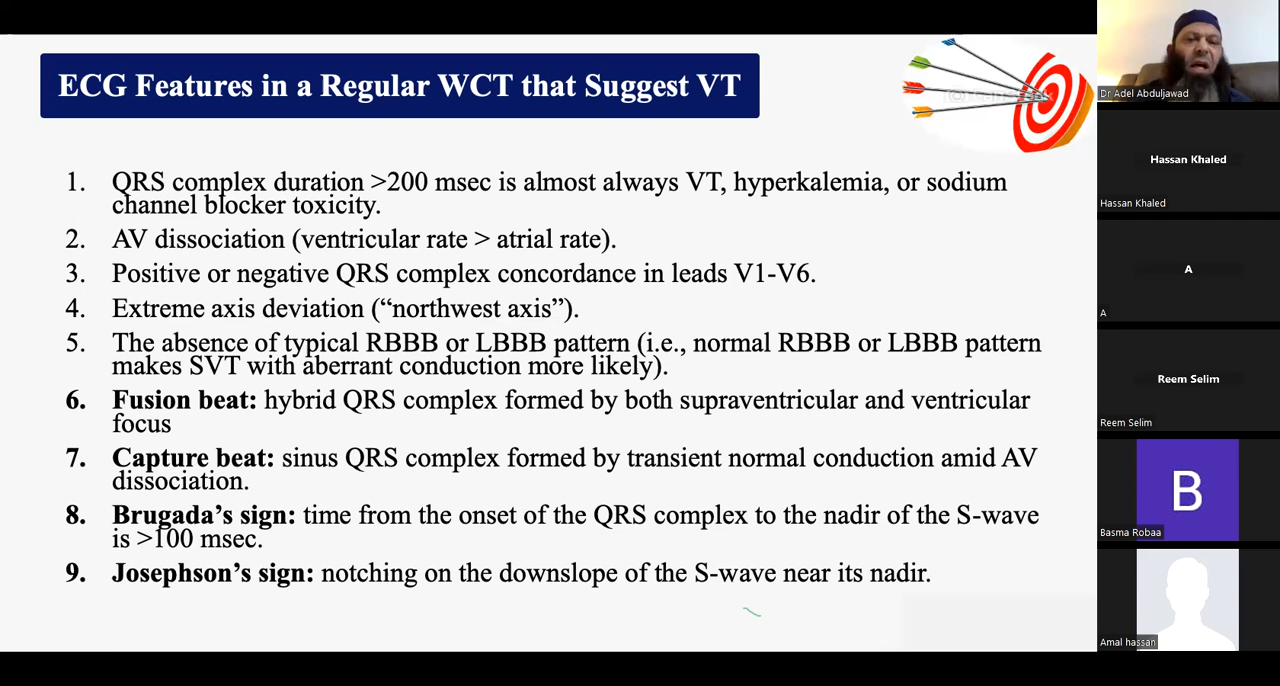 ECG Features in a Regular WCT that Suggest VT
1. QRS complex duration >200 msec is almost always VT, hyperkalemia, or sodium
channel blocker toxicity.
2. AV dissociation (ventricular rate > atrial rate).
3. Positive or negative QRS complex concordance in leads V1-V6.
4. Extreme axis deviation (“northwest axis”).
5. The absence of typical RBBB or LBBB pattern (i.e., normal RBBB or LBBB pattern
makes SVT with aberrant conduction more likely).
6. Fusion beat: hybrid QRS complex formed by both supraventricular and ventricular
focus
7. Capture beat: sinus QRS complex formed by transient normal conduction amid AV
dissociation.
8. Brugada’s sign: time from the onset of the QRS complex to the nadir of the S-wave
is >100 msec.
9. Josephson’s sign: notching on the downslope of the S-wave near its nadir.
Dr Adel Abduljawad
Hassan Khaled
Hassan Khaled
A
A
Reem Selim
Reem Selim
B
Basma Robaa
Amal hassan